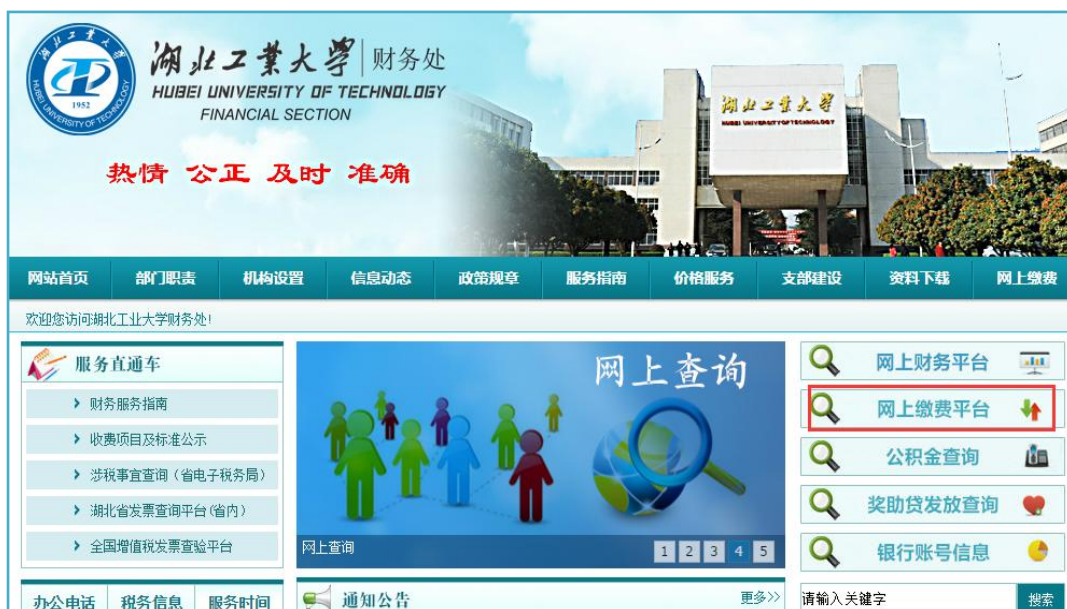 湖北工業大學 财务处
HUBEI UNIVERSITY OF TECHNOLOGY
FINANCIAL SECTION
1952
HUBEI UNIVERSITY OF TECHNOLOGY
湖北工業大學
HUBEI UNIVERSITY OF TECHNOLOGY
热情 公正 及时 准确
网站首页 部门职责 机构设置 信息动态 政策规章 服务指南 价格服务 支部建设 资料下载 网上缴费
欢迎您访问湖北工业大学财务处!
服务直通车
财务服务指南
收费项目及标准公示
涉税事宜查询（省电子税务局）
湖北省发票查询平台(省内)
全国增值税发票查验平台
网上查询
网上查询
1 2 3 4 5
网上财务平台
网上缴费平台
公积金查询
奖助贷发放查询
银行账号信息
办公电话 税务信息 服务时间
通知公告
更多>>
请输入关键字
搜索